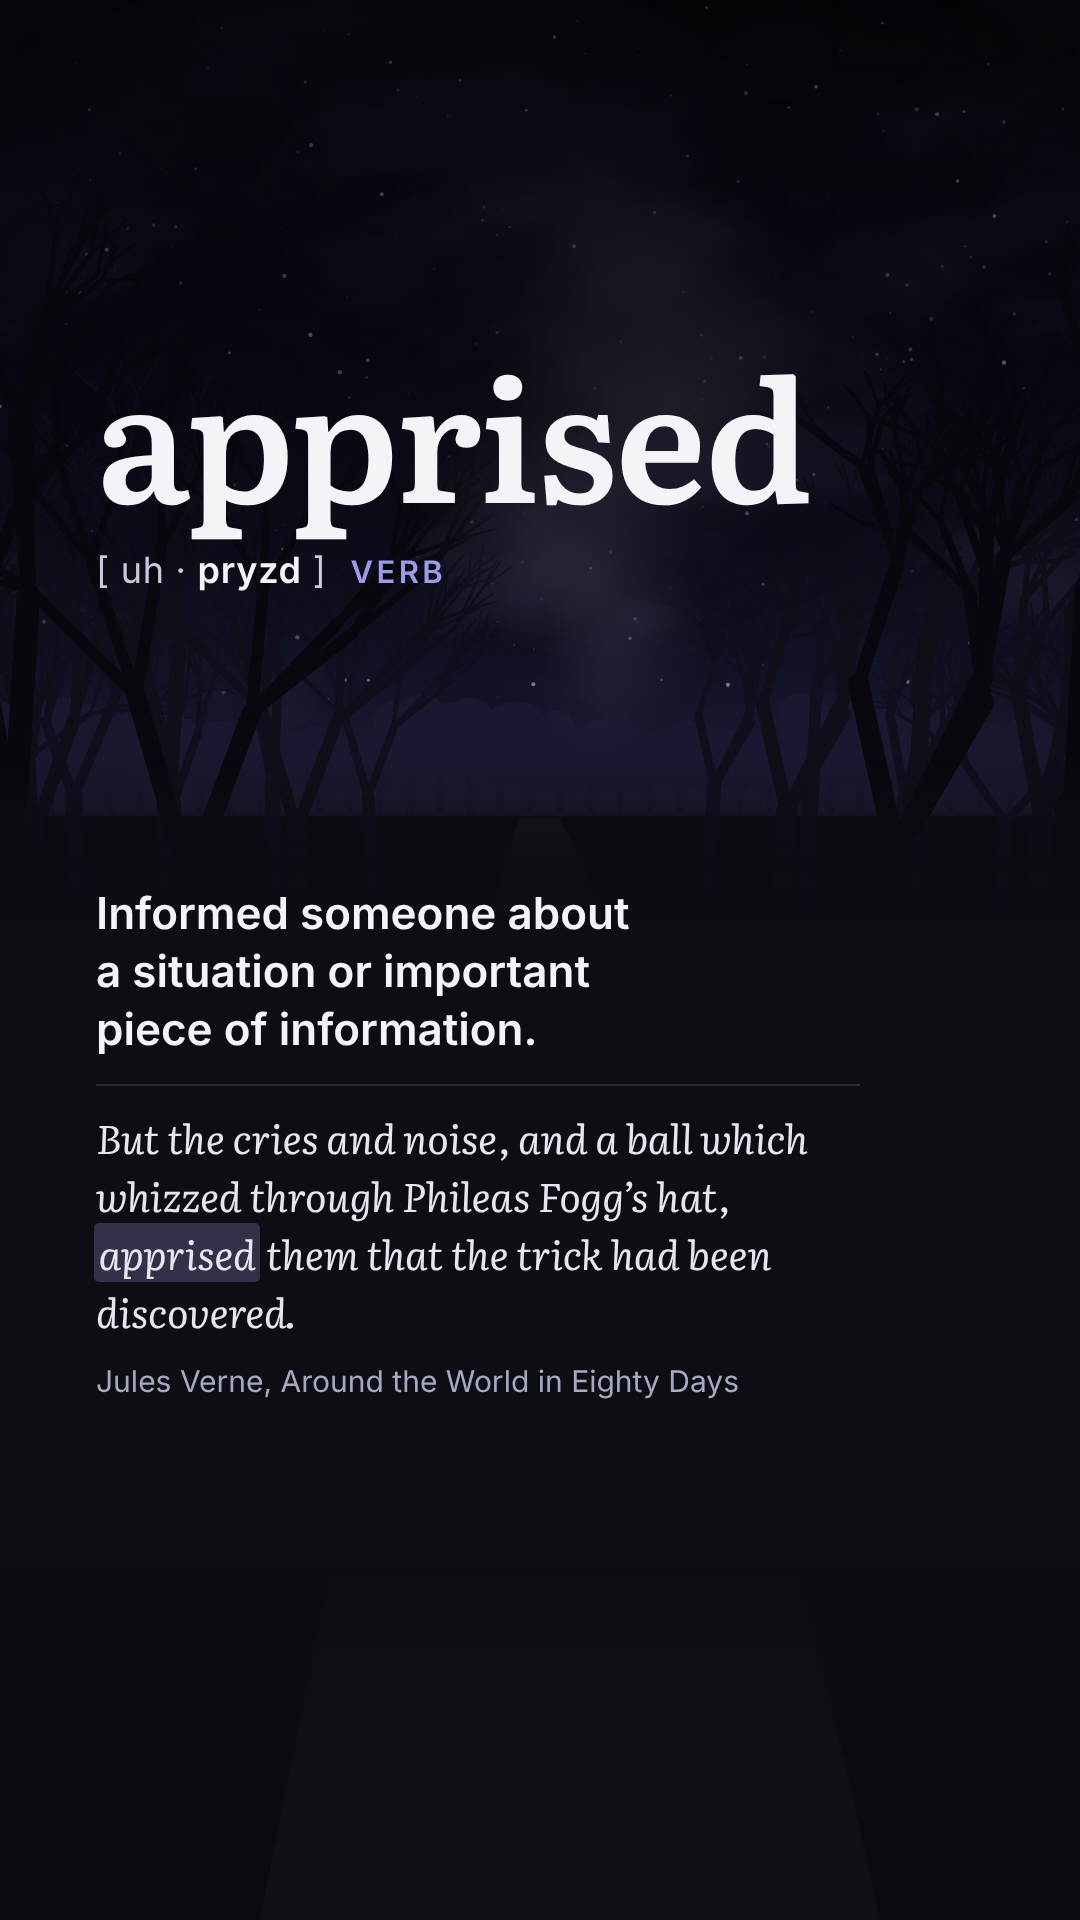 apprised
[ uh · pryzd ] VERB
Informed someone about
a situation or important
piece of information.
But the cries and noise, and a ball which
whizzed through Phileas Fogg’s hat,
apprised them that the trick had been
discovered.
Jules Verne, Around the World in Eighty Days